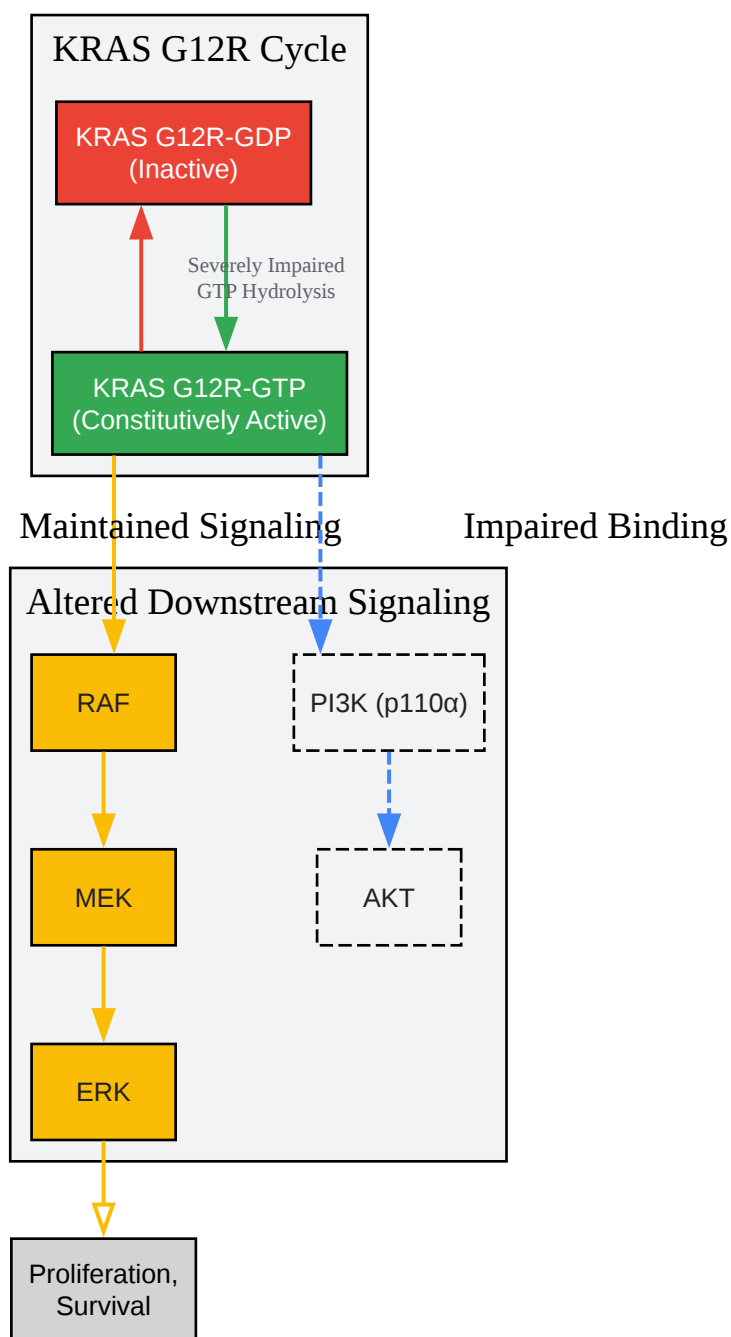 KRAS G12R Cycle
KRAS G12R-GDP
(Inactive)
Severely Impaired
GTP Hydrolysis
KRAS G12R-GTP
(Constitutively Active)
Maintained Signaling
Impaired Binding
Altered Downstream Signaling
RAF
PI3K (p110α)
MEK
AKT
ERK
Proliferation,
Survival